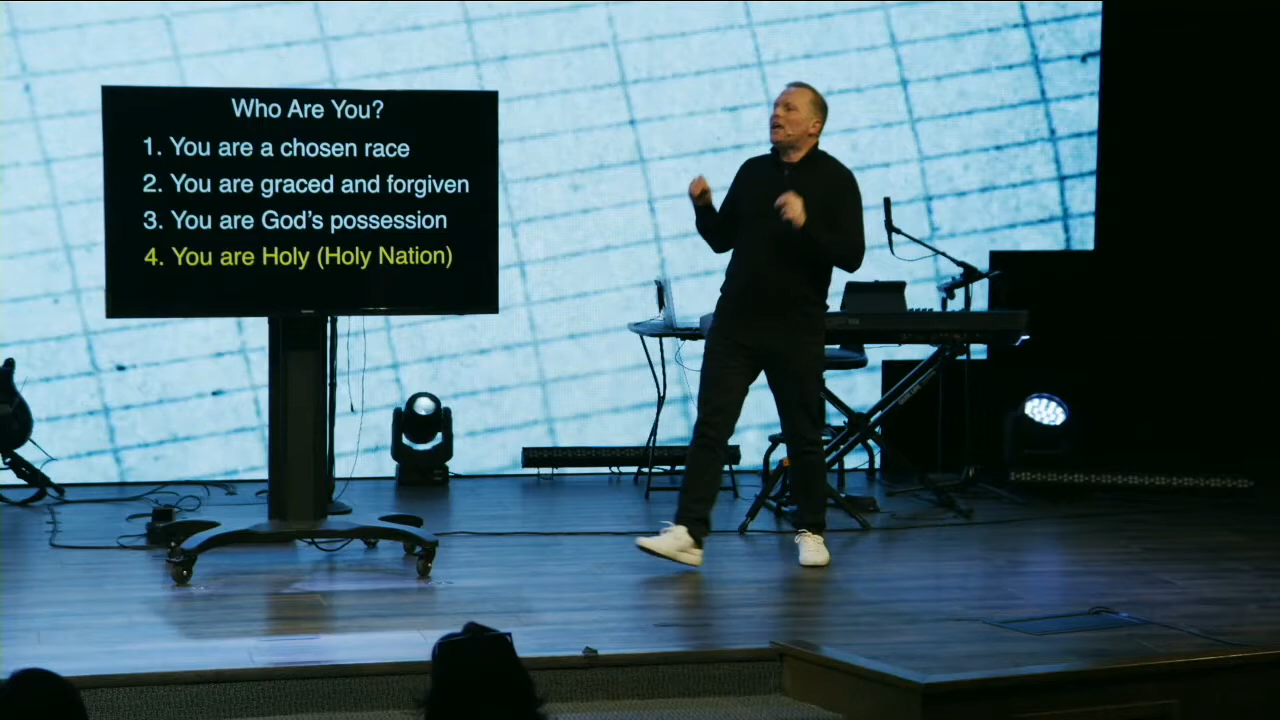 Who Are You?
1. You are a chosen race
2. You are graced and forgiven
3. You are God's possession
4. You are Holy (Holy Nation)